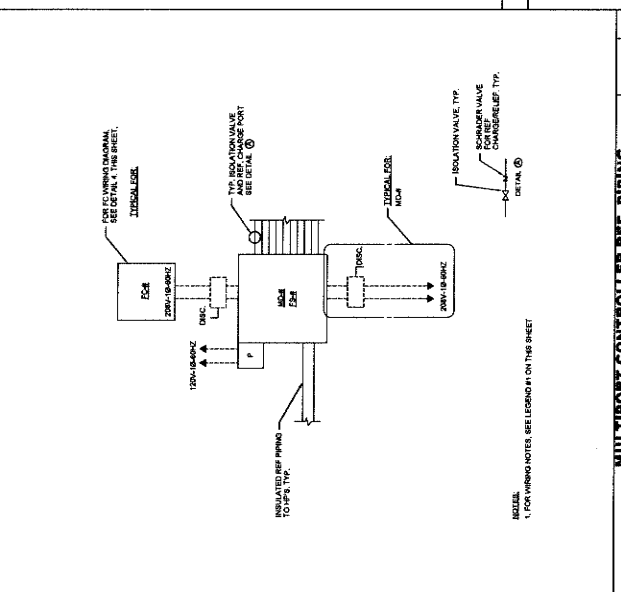 FOR FC WIRING DIAGRAM,
SEE DETAIL 4, THIS SHEET.
TYPICAL FOR:
FC-#
208V-1Ø-60HZ
DISC.
120V-1Ø-60HZ
P
MC-#
FS-#
TYP. ISOLATION VALVE
AND REF. CHARGE PORT
SEE DETAIL A
INSULATED REF PIPING
TO HP'S, TYP.
DISC.
208V-1Ø-60HZ
TYPICAL FOR:
MC-#
ISOLATION VALVE, TYP.
SCHRADER VALVE
FOR REF
CHARGE/RELIEF, TYP.
DETAIL A
NOTES:
1. FOR WIRING NOTES, SEE LEGEND #1 ON THIS SHEET
MULTIPORT CONTROLLER REF. PIPING